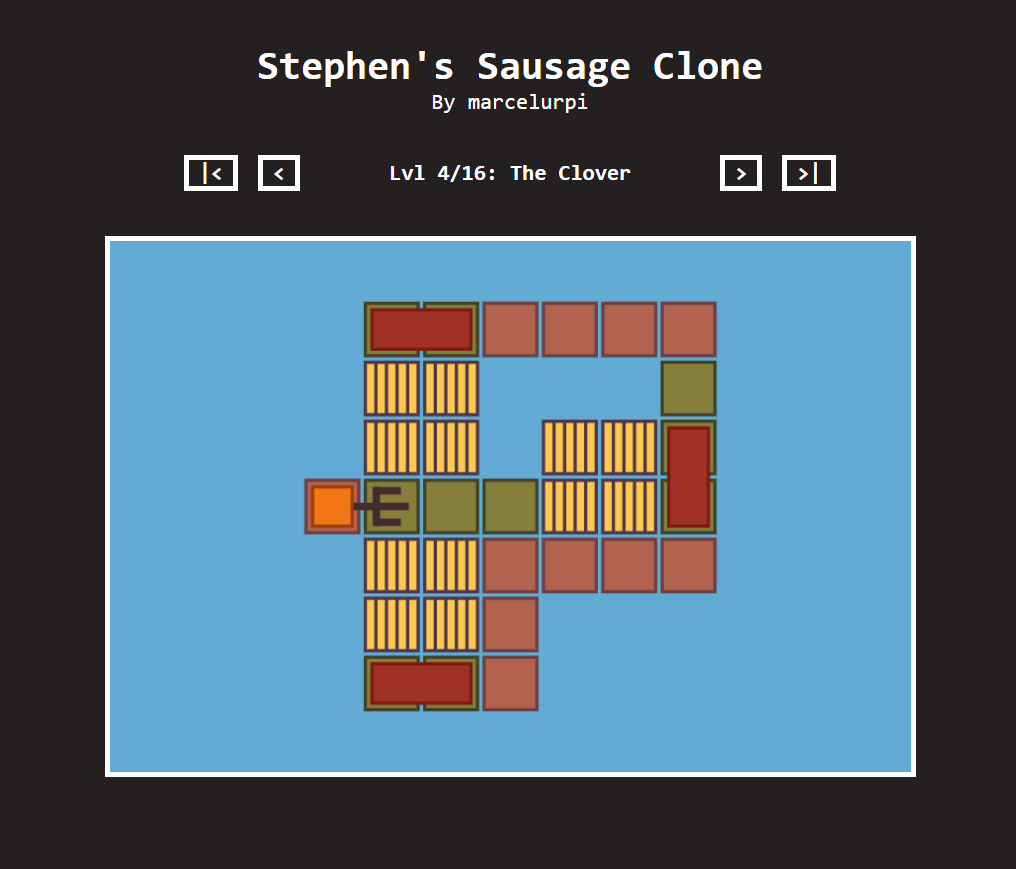 Stephen's Sausage Clone
By marcelurpi
|< < Lvl 4/16: The Clover > >|